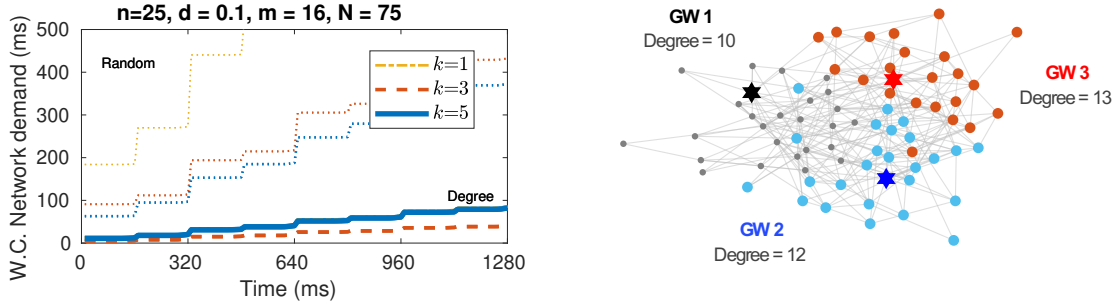 n=25, d = 0.1, m = 16, N = 75
W.C. Network demand (ms)
500
400
300
200
100
0
Random
k=1
k=3
k=5
Degree
0
320
640
960
1280
Time (ms)
GW 1
Degree = 10
GW 3
Degree = 13
GW 2
Degree = 12